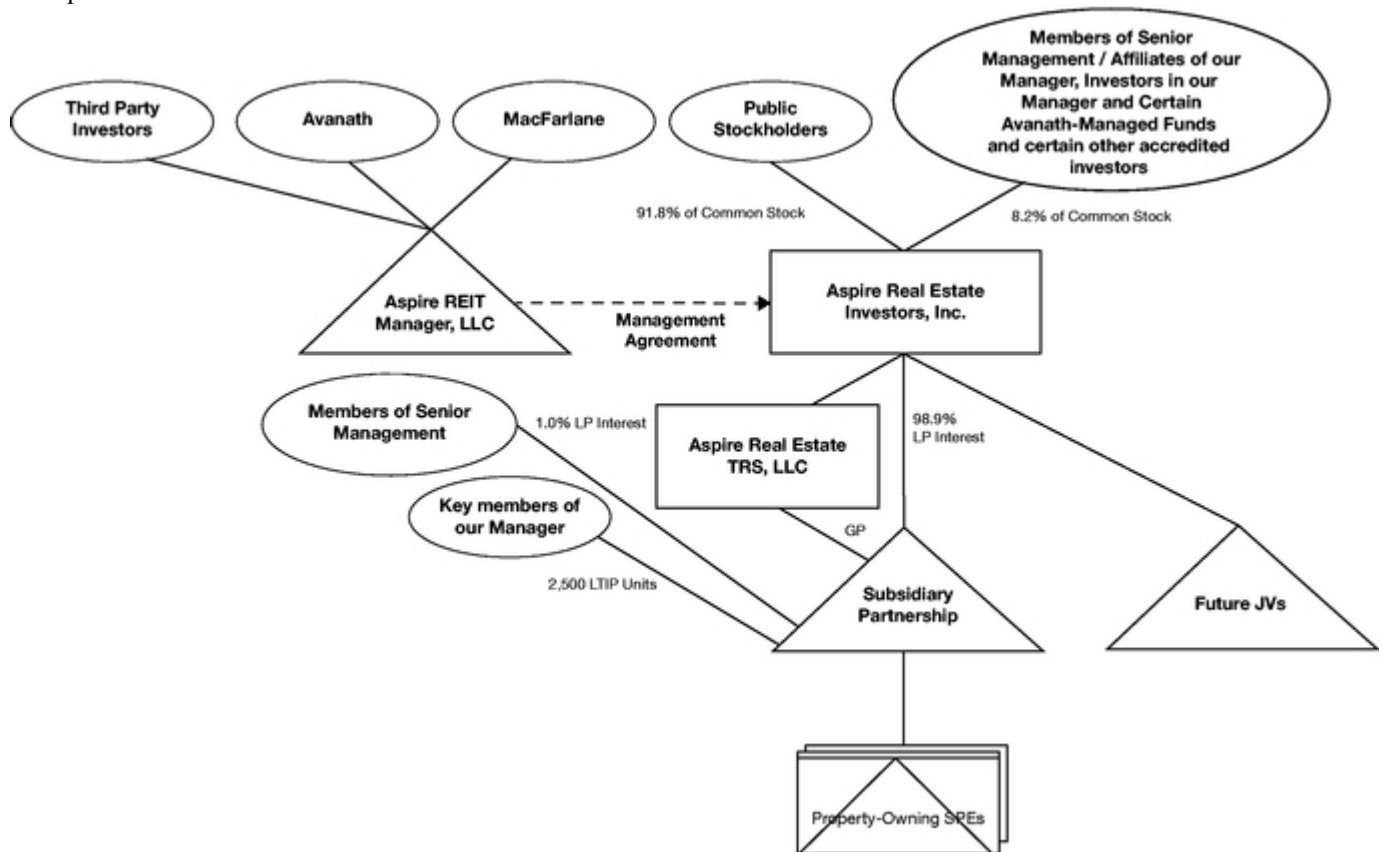 Third Party
Investors
Avanath
MacFarlane
Public
Stockholders
Members of Senior
Management / Affiliates of our
Manager, Investors in our
Manager and Certain
Avanath-Managed Funds
and certain other accredited
investors
91.8% of Common Stock
8.2% of Common Stock
Aspire REIT
Manager, LLC
Management
Agreement
Aspire Real Estate
Investors, Inc.
Members of Senior
Management
1.0% LP Interest
Aspire Real Estate
TRS, LLC
98.9%
LP Interest
Key members of
our Manager
GP
2,500 LTIP Units
Subsidiary
Partnership
Future JVs
Property-Owning SPEs